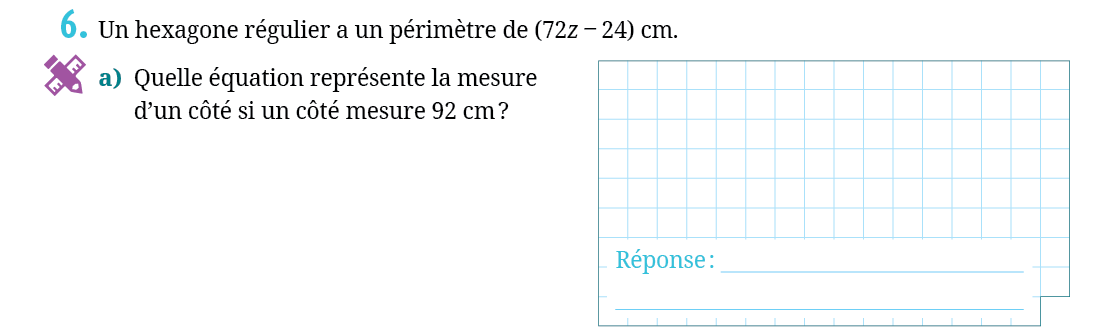 6. Un hexagone régulier a un périmètre de (72z – 24) cm.
a) Quelle équation représente la mesure
d’un côté si un côté mesure 92 cm ?
Réponse :